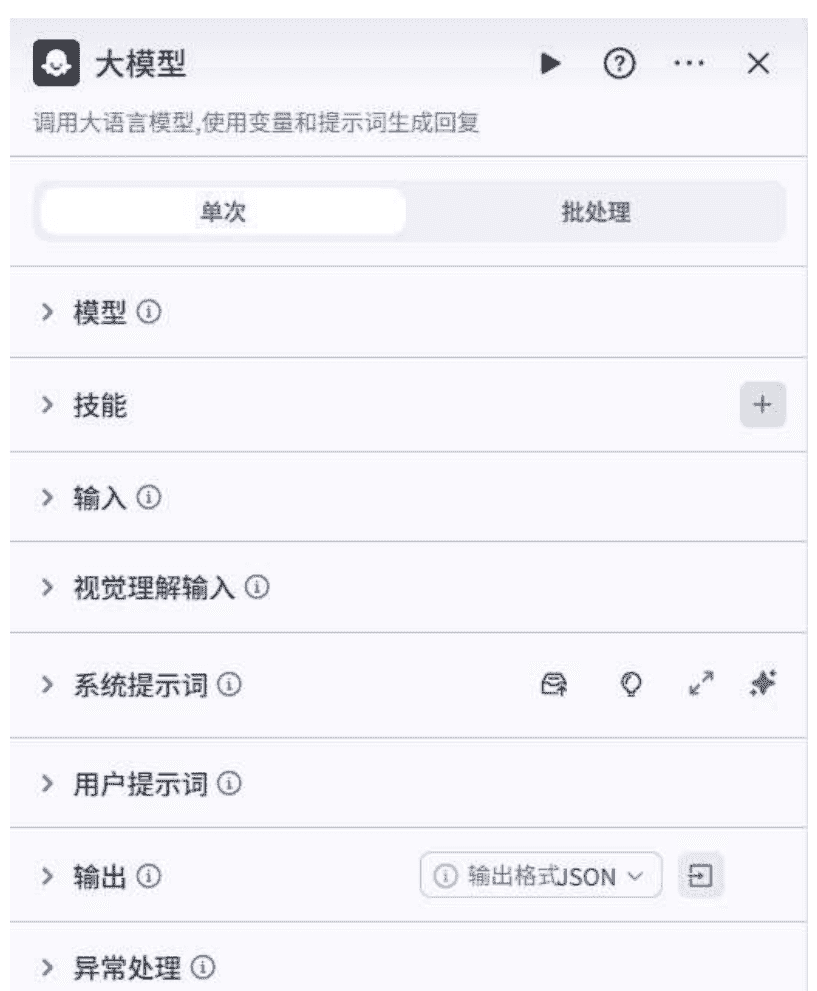 大模型
调用大语言模型,使用变量和提示词生成回复
单次 批处理
模型
技能
输入
视觉理解输入
系统提示词
用户提示词
输出 输出格式JSON
异常处理